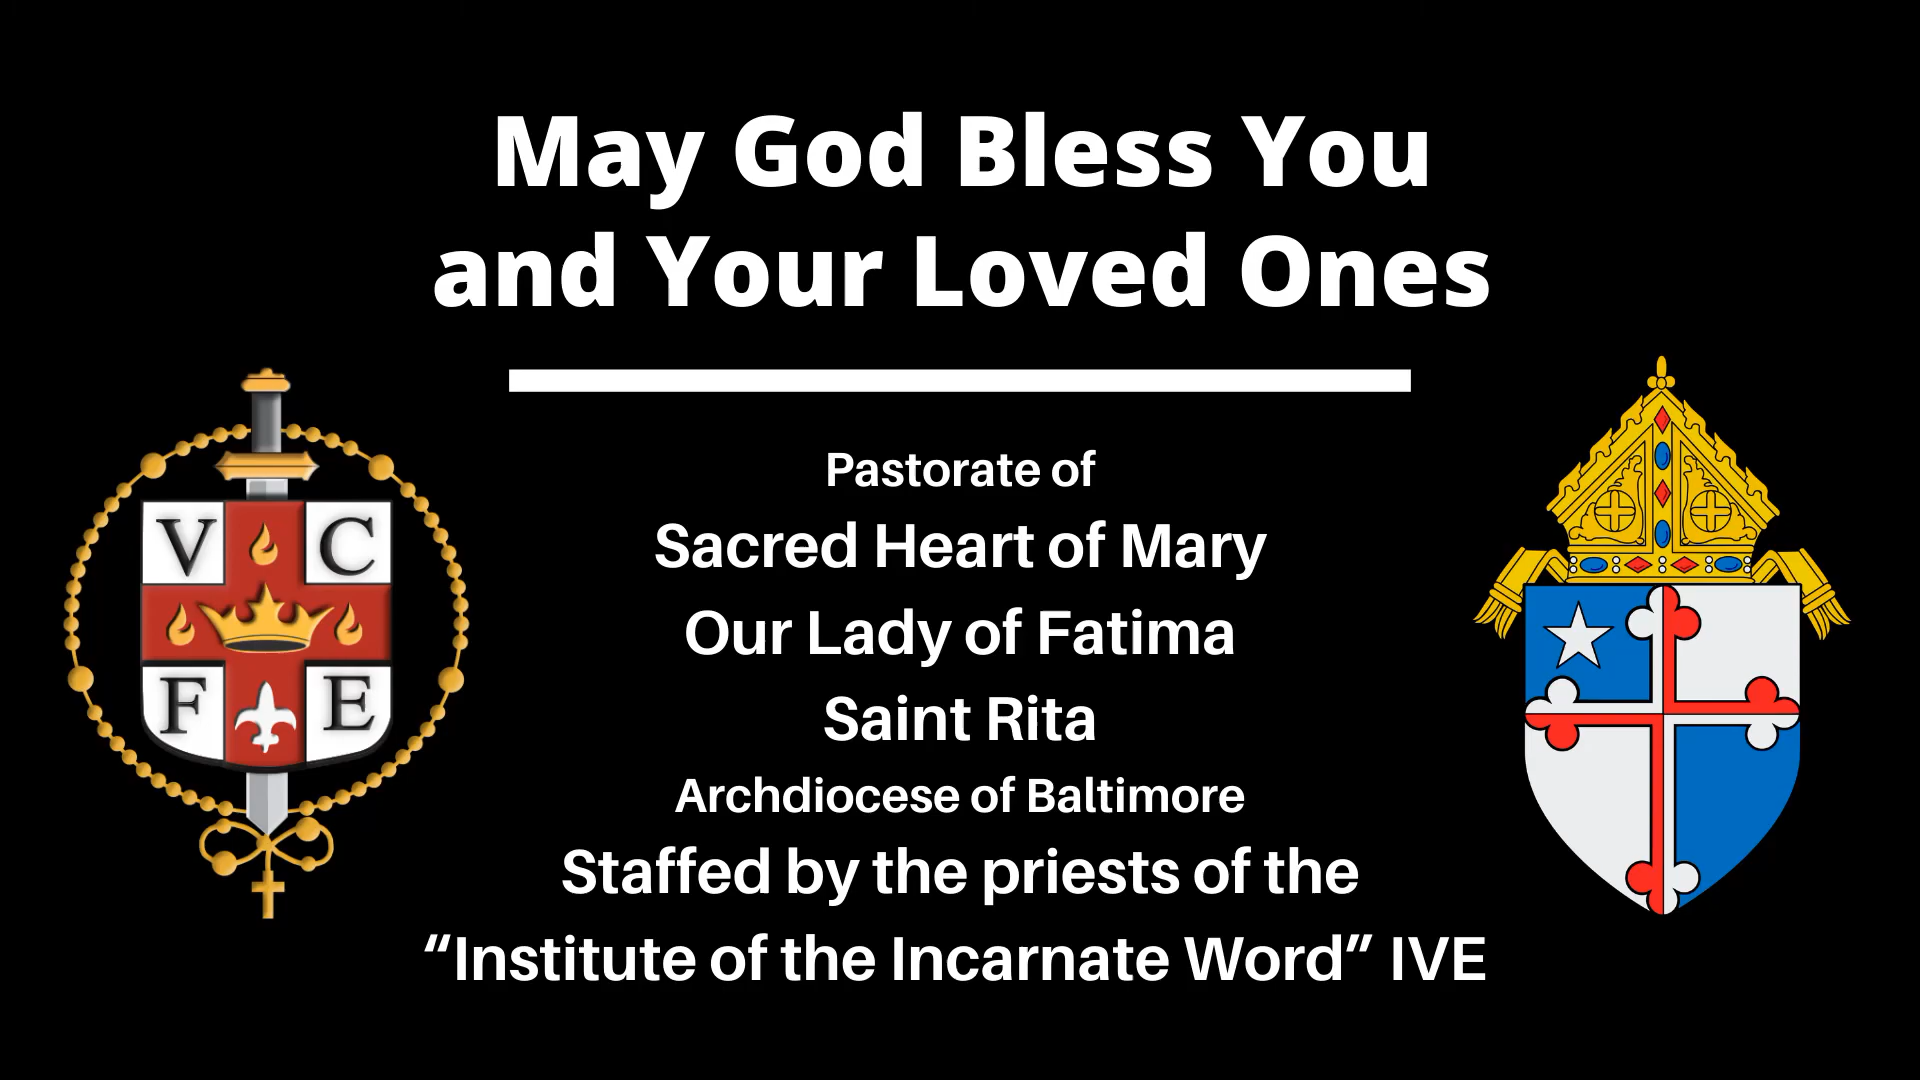 May God Bless You
and Your Loved Ones
Pastorate of
Sacred Heart of Mary
Our Lady of Fatima
Saint Rita
Archdiocese of Baltimore
Staffed by the priests of the
“Institute of the Incarnate Word” IVE
V C
F E